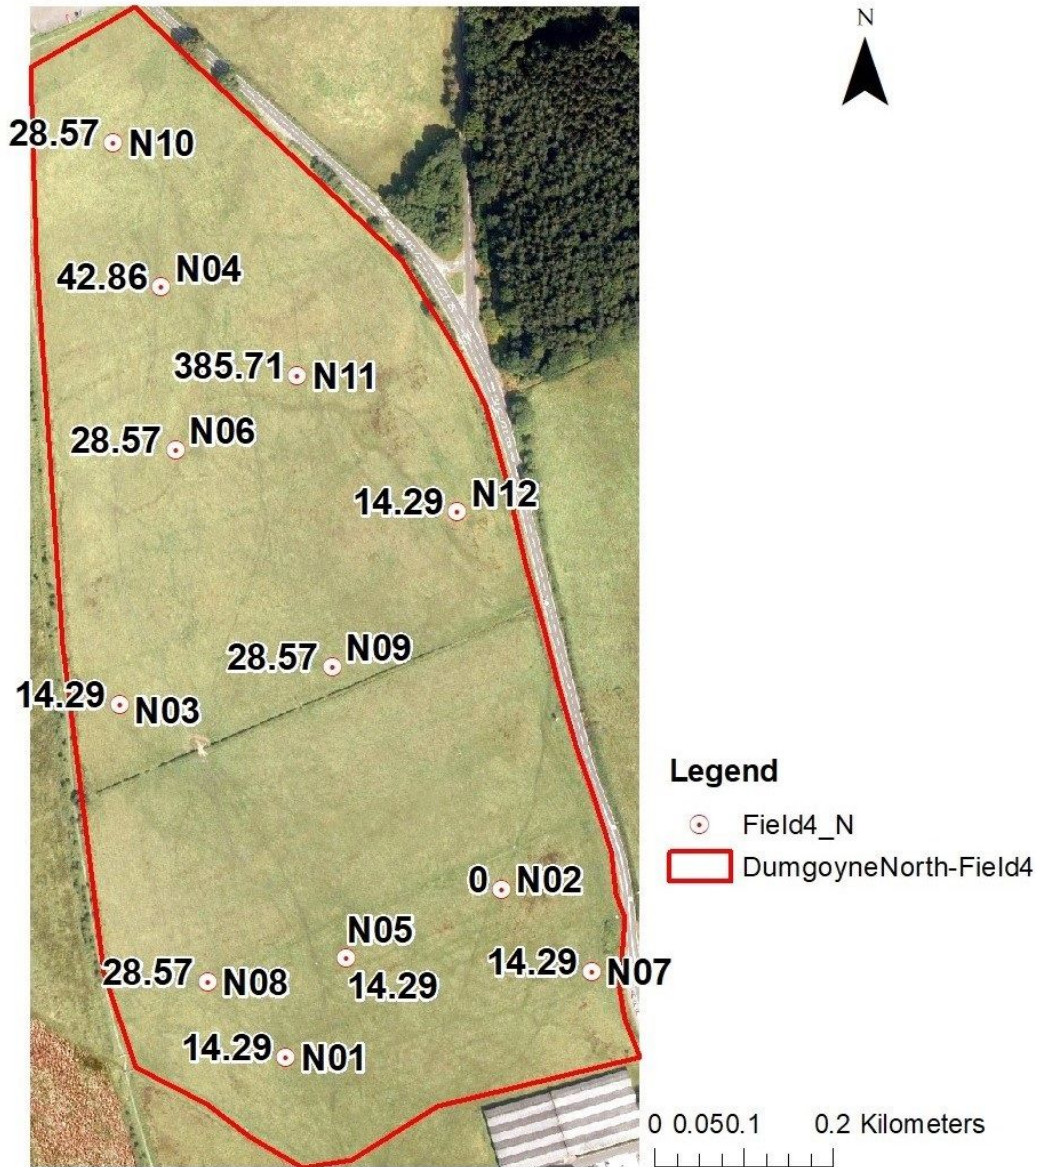 N
28.57 N10
42.86 N04
385.71 N11
28.57 N06
14.29 N12
28.57 N09
14.29 N03
Legend
Field4_N
DumgoyneNorth-Field4
0 N02
N05
14.29
14.29 N07
28.57 N08
14.29 N01
0 0.050.1 0.2 Kilometers